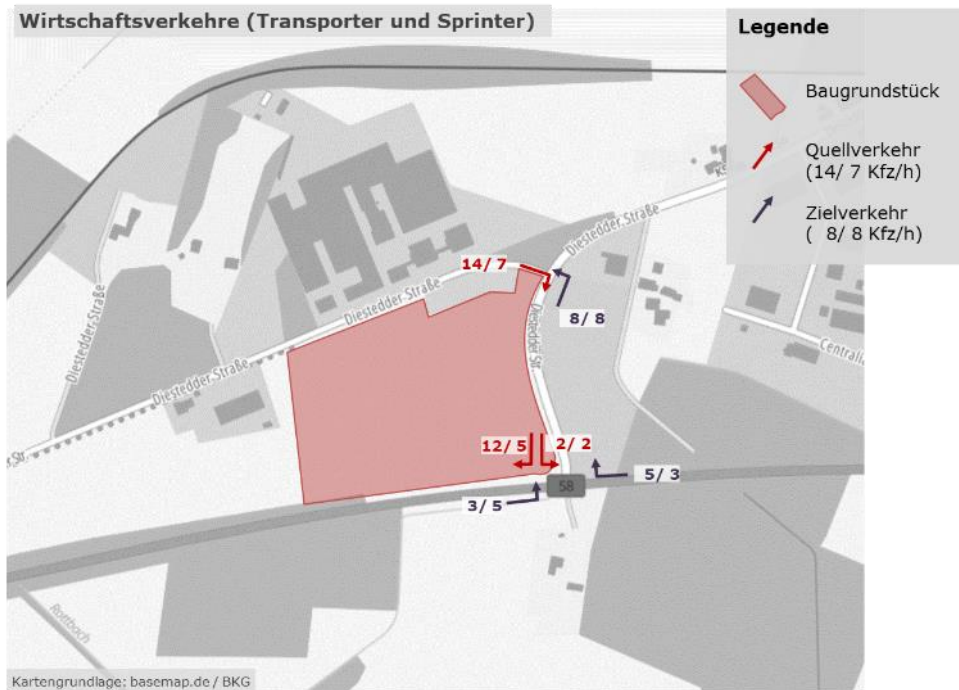 Wirtschaftsverkehre (Transporter und Sprinter)
Legende
Baugrundstück
Quellverkehr
(14/ 7 Kfz/h)
Zielverkehr
( 8/ 8 Kfz/h)
Diestedder Straße
14/ 7
8/ 8
Diestedder Straße
Diestedder Str.
Diestedder Straße
Diestedder Straße
12/ 5
2/ 2
5/ 3
3/ 5
58
Rottbach
Kartengrundlage: basemap.de / BKG